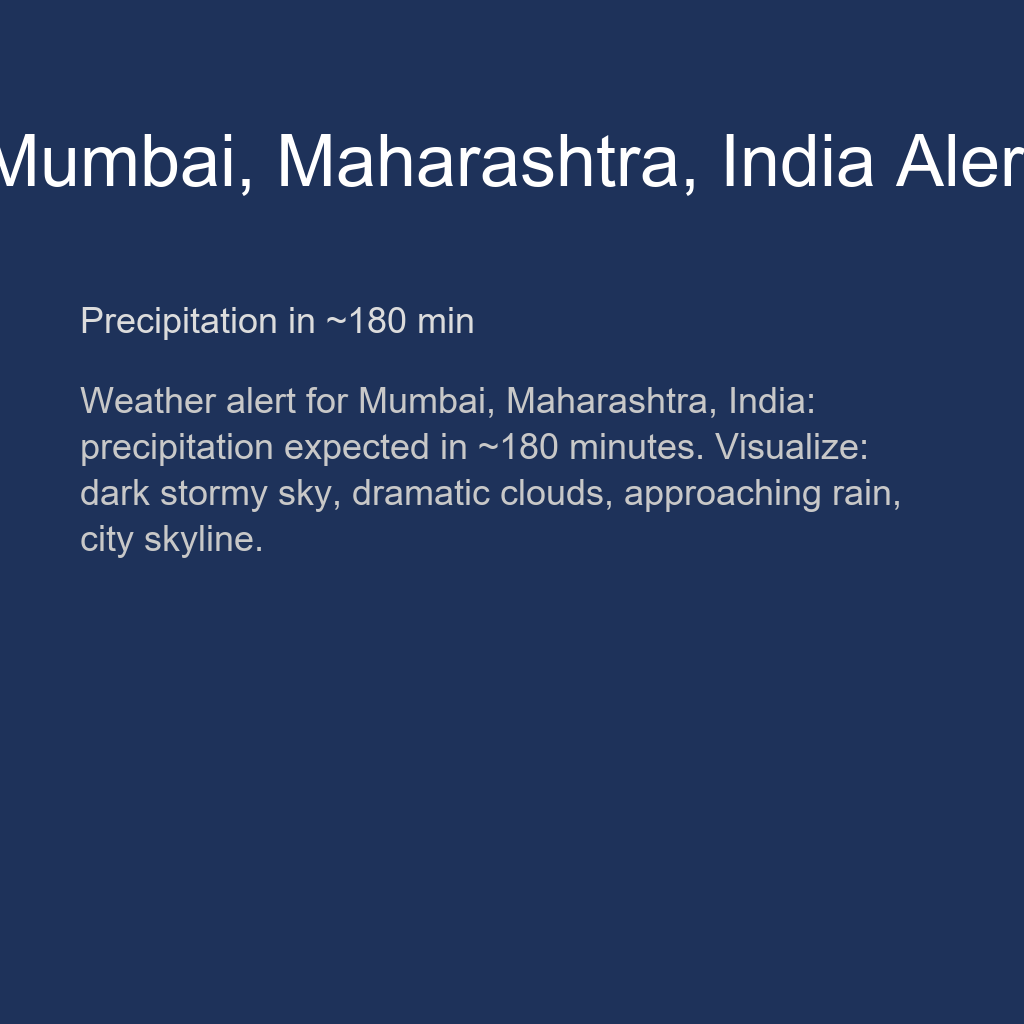 Mumbai, Maharashtra, India Aler
Precipitation in ~180 min
Weather alert for Mumbai, Maharashtra, India:
precipitation expected in ~180 minutes. Visualize:
dark stormy sky, dramatic clouds, approaching rain,
city skyline.